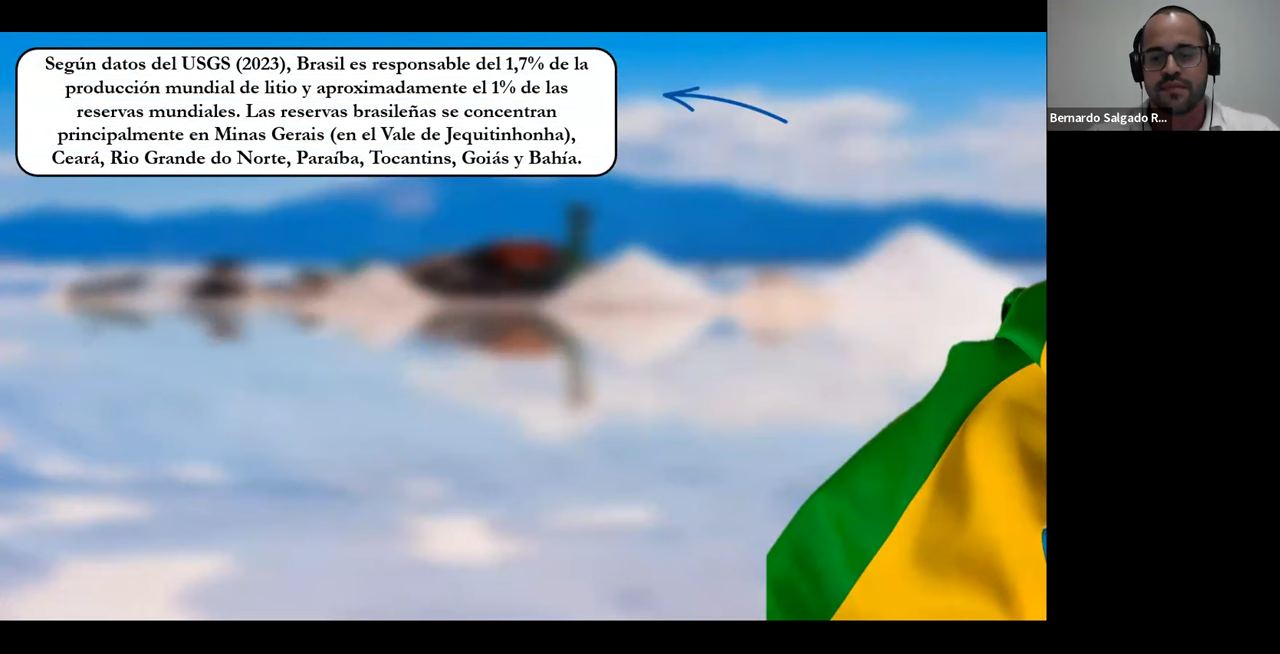 Según datos del USGS (2023), Brasil es responsable del 1,7% de la
producción mundial de litio y aproximadamente el 1% de las
reservas mundiales. Las reservas brasileñas se concentran
principalmente en Minas Gerais (en el Vale de Jequitinhonha),
Ceará, Rio Grande do Norte, Paraíba, Tocantins, Goiás y Bahía.
Bernardo Salgado R...